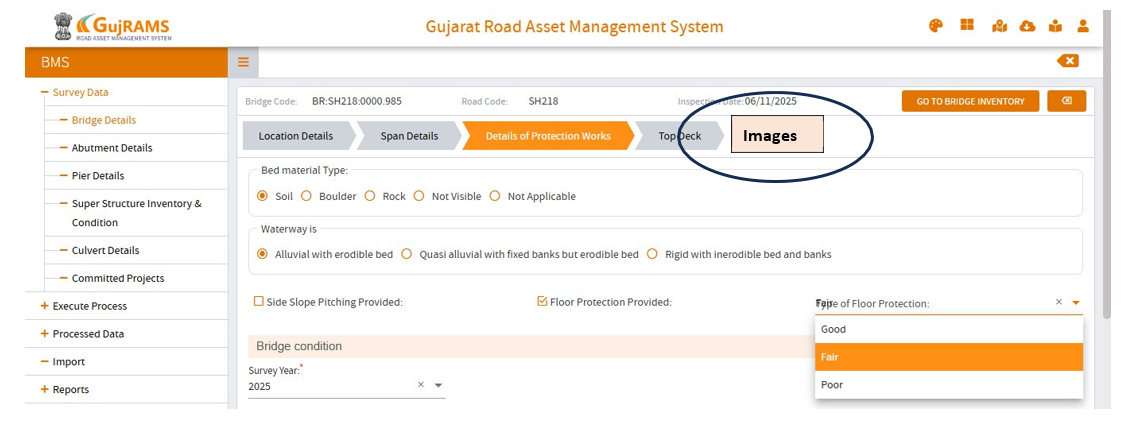 GujRAMS
ROAD ASSET MANAGEMENT SYSTEM
Gujarat Road Asset Management System
BMS
Survey Data
Bridge Details
Abutment Details
Pier Details
Super Structure Inventory &
Condition
Culvert Details
Committed Projects
Execute Process
Processed Data
Import
Reports
Bridge Code: BR:SH218:0000.985 Road Code: SH218 Inspection Date: 06/11/2025 GO TO BRIDGE INVENTORY
Location Details Span Details Details of Protection Works Top Deck Images
Bed material Type:
Soil Boulder Rock Not Visible Not Applicable
Waterway is
Alluvial with erodible bed Quasi alluvial with fixed banks but erodible bed Rigid with inerodible bed and banks
Side Slope Pitching Provided: Floor Protection Provided: Type of Floor Protection:
Fair
Good
Fair
Poor
Bridge condition
Survey Year:*
2025